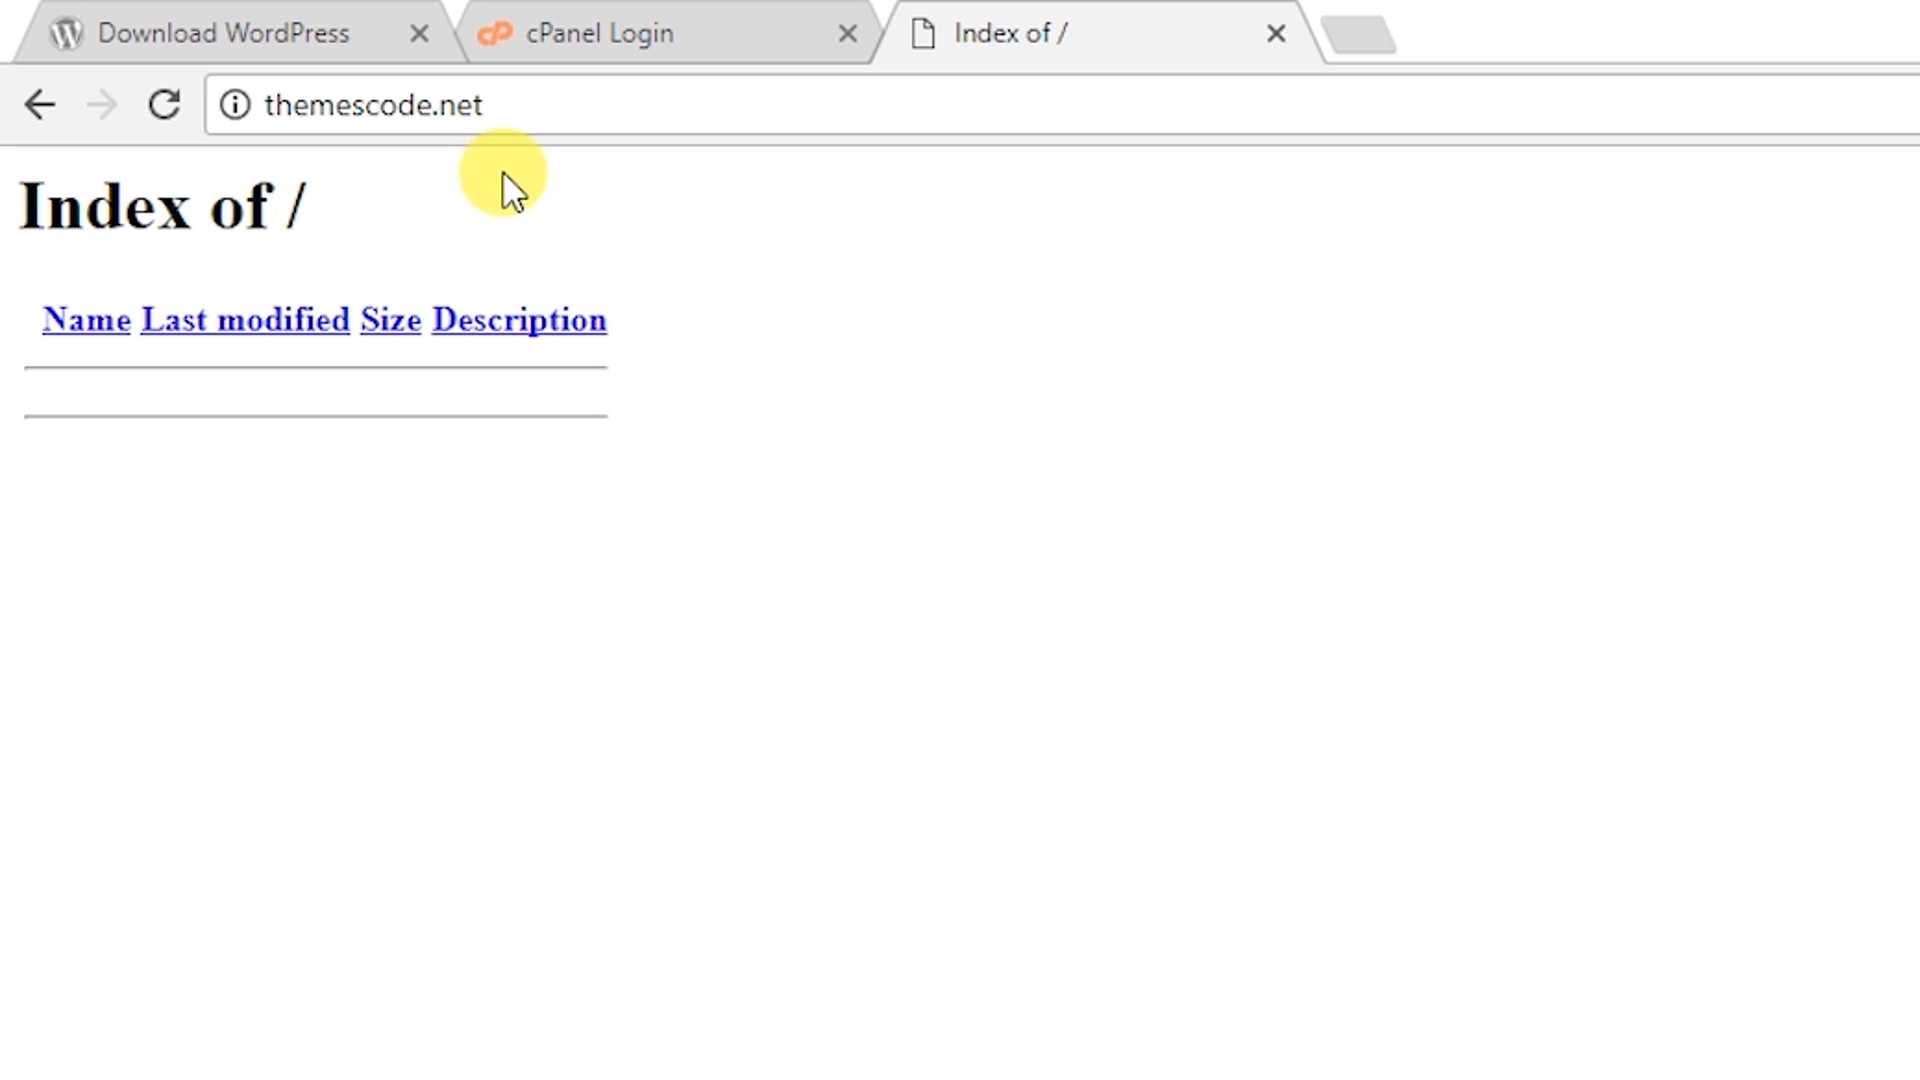 Download WordPress
cPanel Login
Index of /
themescode.net
Index of /
Name Last modified Size Description